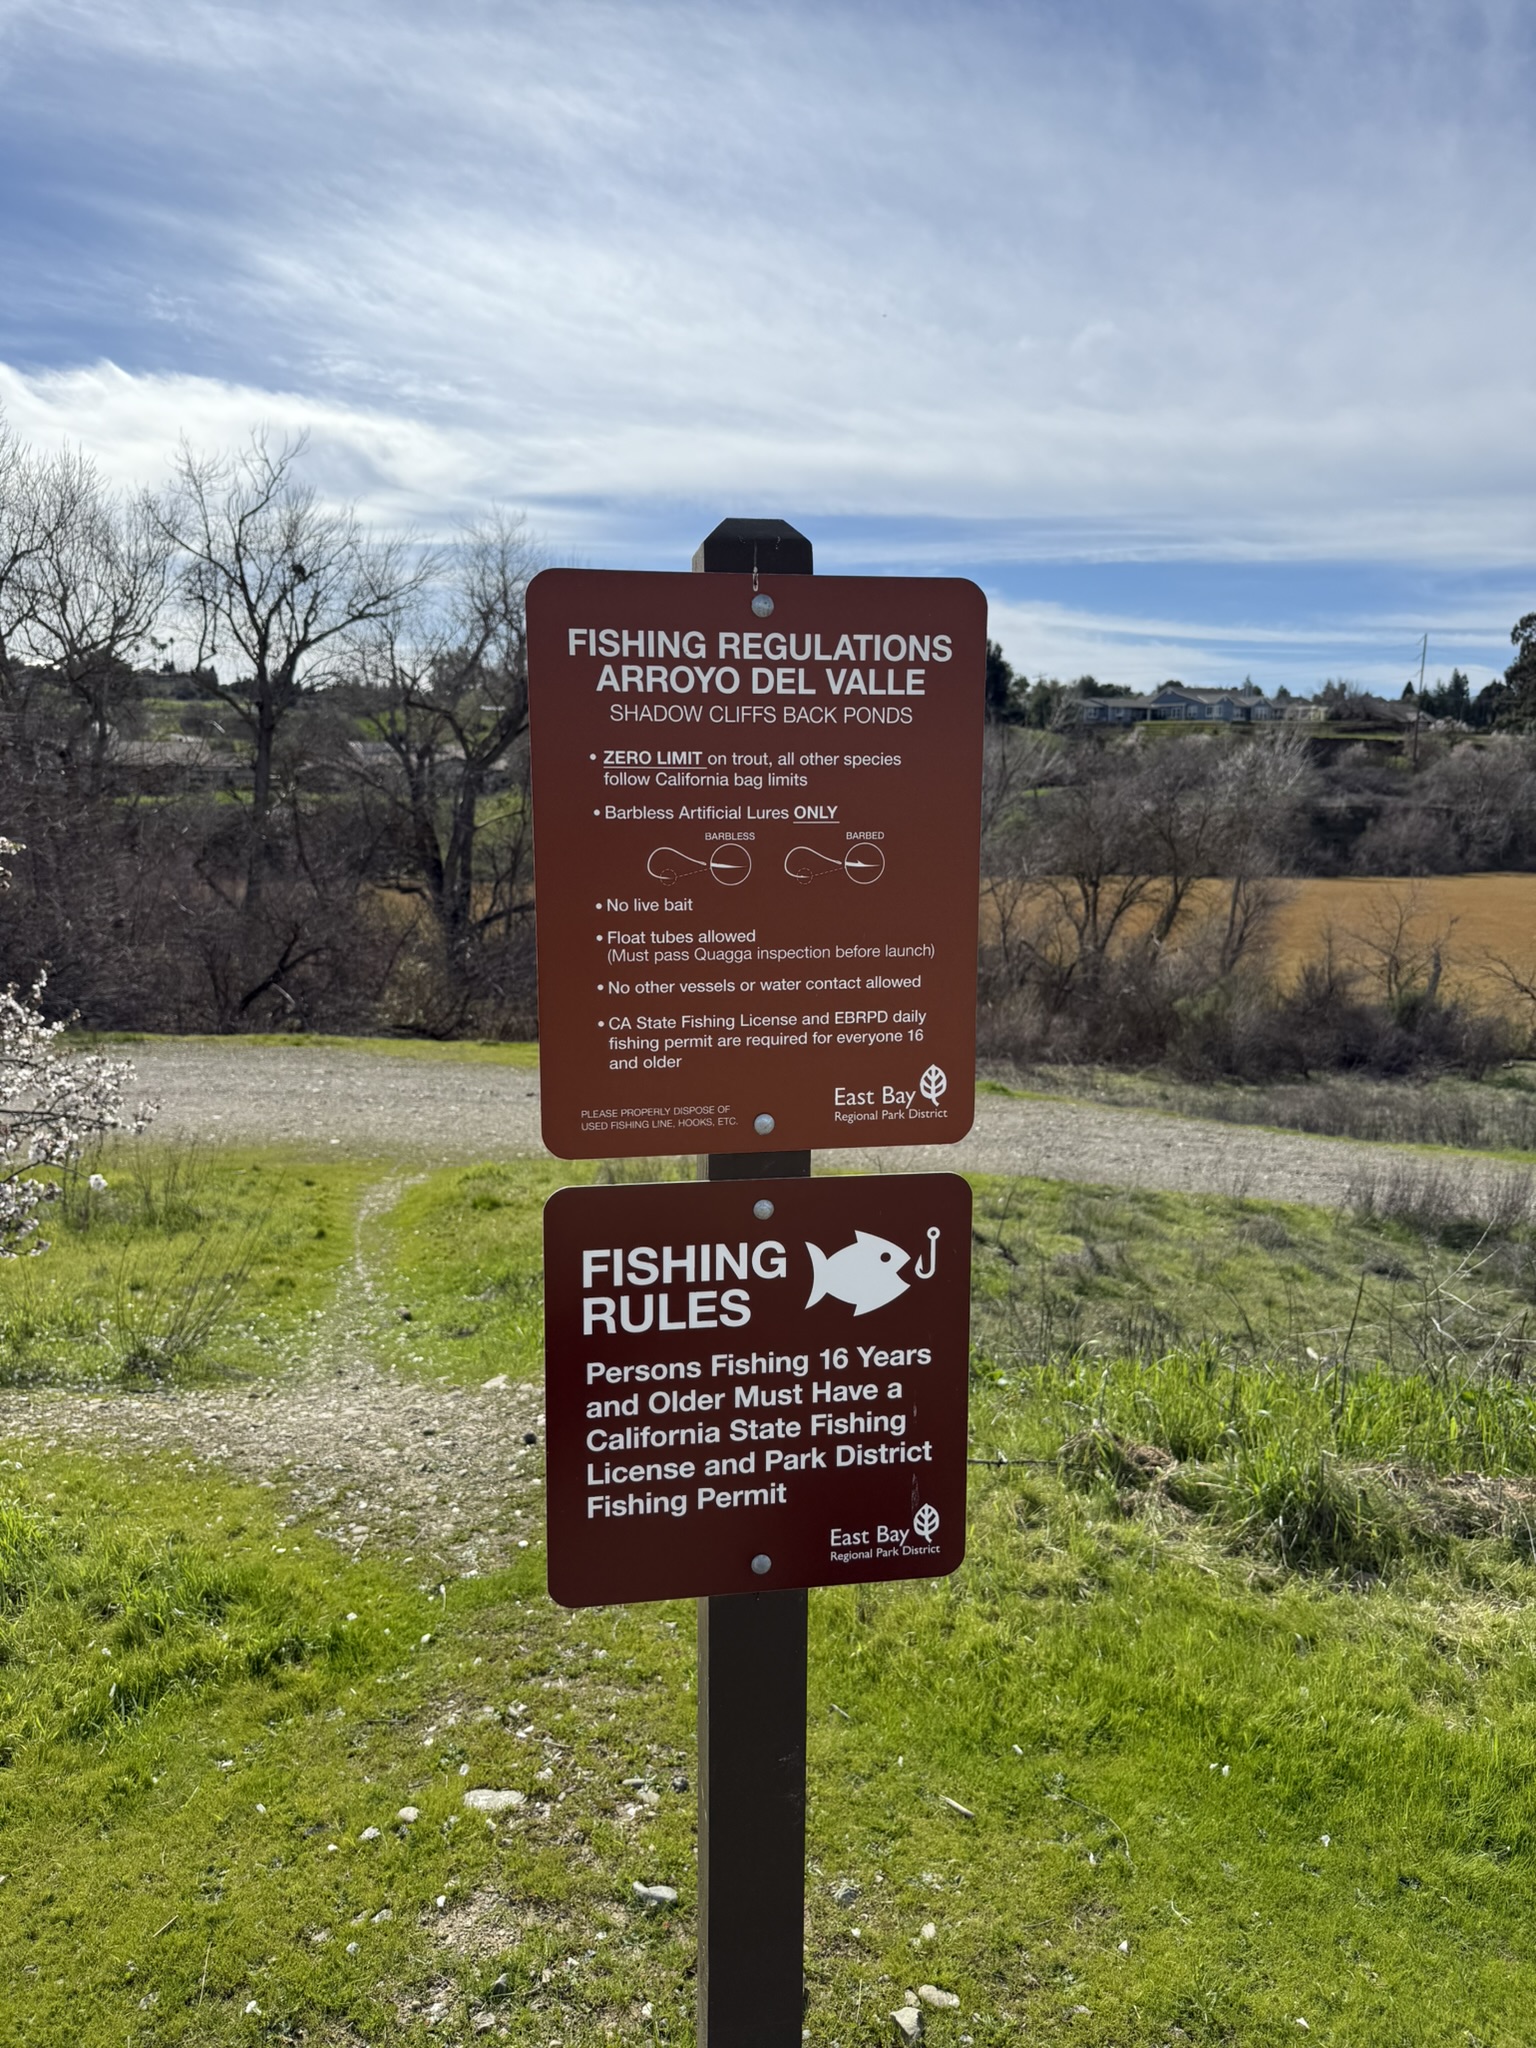 FISHING REGULATIONS
ARROYO DEL VALLE
SHADOW CLIFFS BACK PONDS
• ZERO LIMIT on trout, all other species
follow California bag limits
• Barbless Artificial Lures ONLY
BARBLESS BARBED
• No live bait
• Float tubes allowed
(Must pass Quagga inspection before launch)
• No other vessels or water contact allowed
• CA State Fishing License and EBRPD daily
fishing permit are required for everyone 16
and older
PLEASE PROPERLY DISPOSE OF
USED FISHING LINE, HOOKS, ETC.
East Bay
Regional Park District
FISHING
RULES
Persons Fishing 16 Years
and Older Must Have a
California State Fishing
License and Park District
Fishing Permit
East Bay
Regional Park District